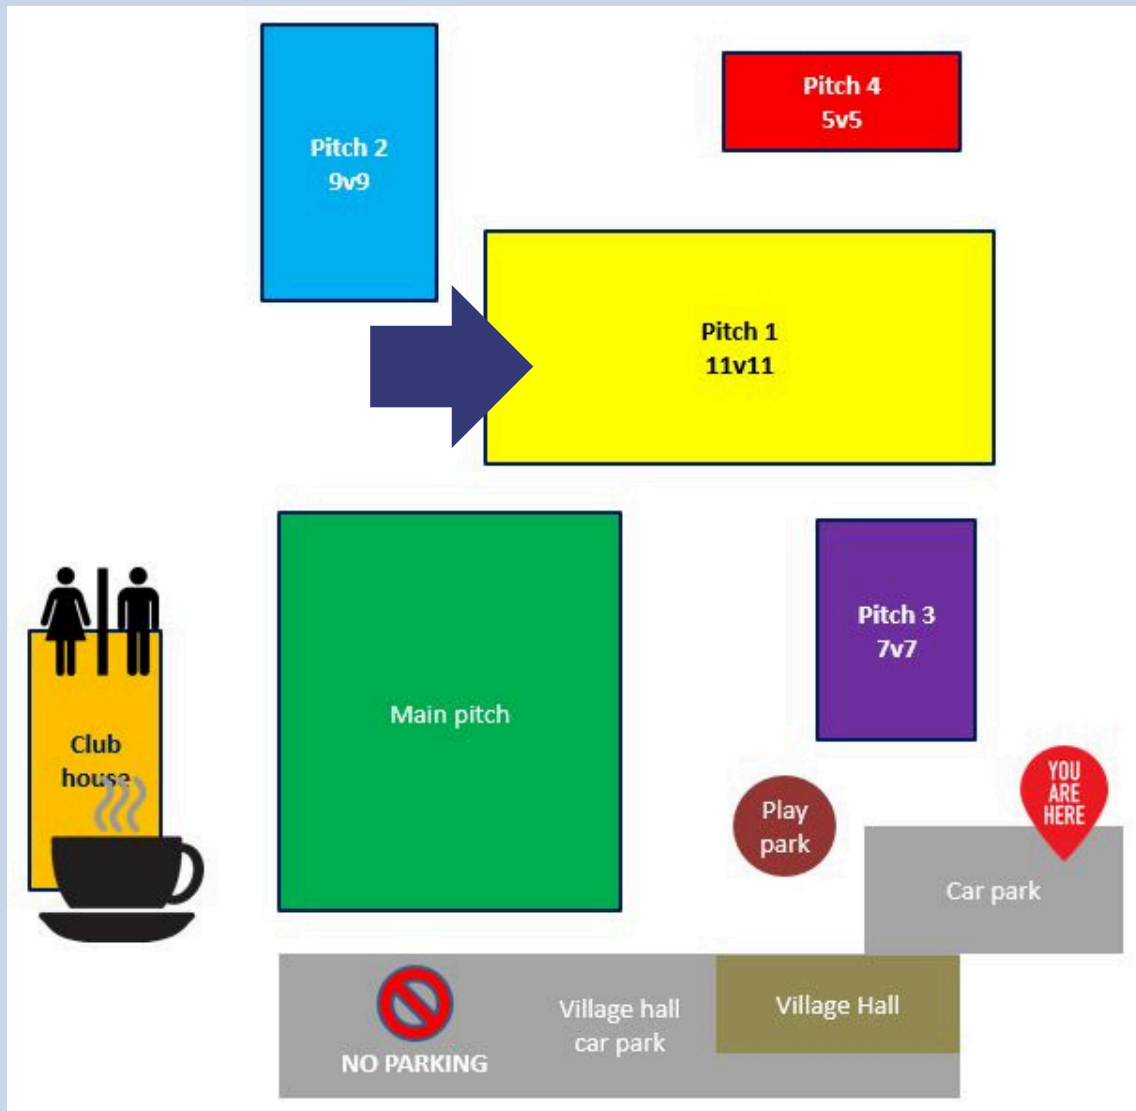 Pitch 4
5v5
Pitch 2
9v9
Pitch 1
11v11
Pitch 3
7v7
Main pitch
Club
house
YOU
ARE
HERE
Play
park
Car park
Village hall
car park
Village Hall
NO PARKING